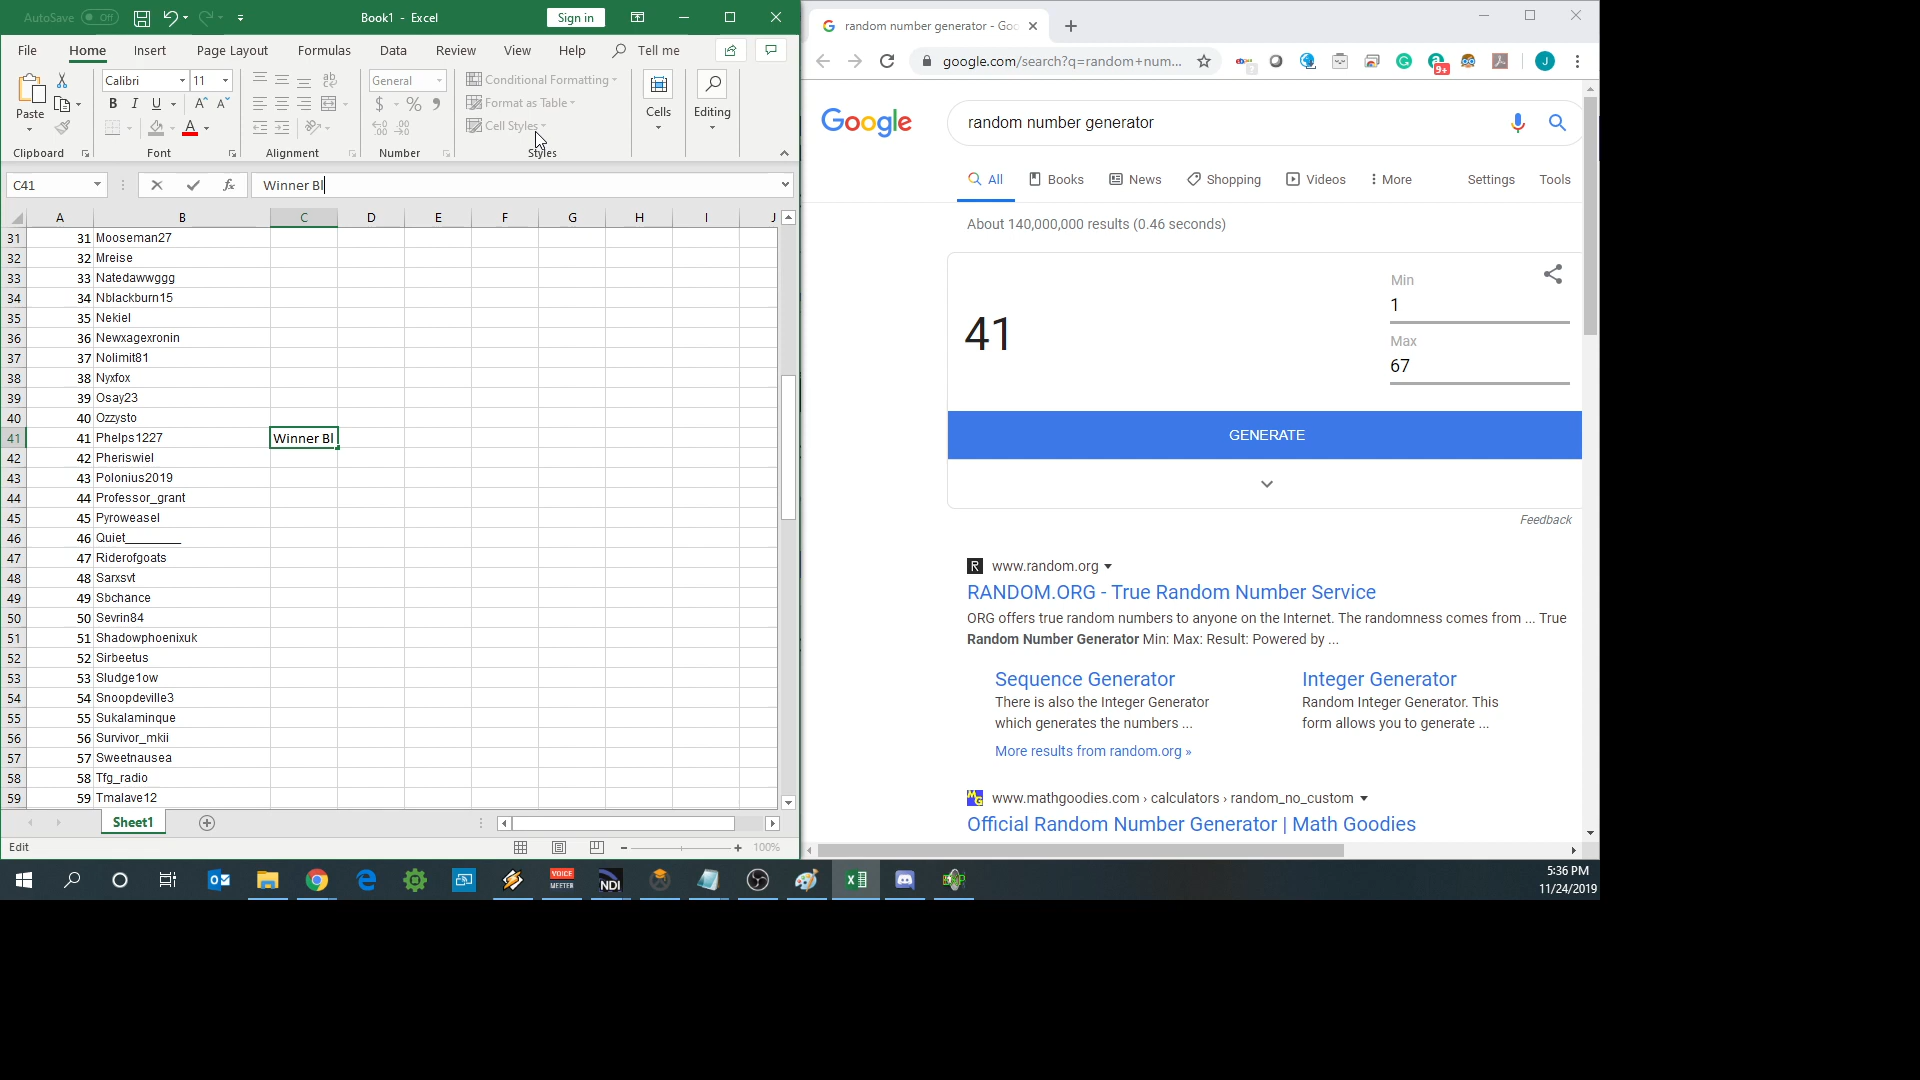 AutoSave Off Book1 - Excel Sign in
File Home Insert Page Layout Formulas Data Review View Help Tell me
Paste
Calibri 11
B I U A A
ab
General
$ % ,
Conditional Formatting
Format as Table
Cell Styles
Cells
Editing
Clipboard Font Alignment Number Styles
C41 fx Winner Bl
A B C D E F G H I J
31 31 Mooseman27
32 32 Mreise
33 33 Natedawwggg
34 34 Nblackburn15
35 35 Nekiel
36 36 Newxagexronin
37 37 Nolimit81
38 38 Nyxfox
39 39 Osay23
40 40 Ozzysto
41 41 Phelps1227 Winner Bl
42 42 Pheriswiel
43 43 Polonius2019
44 44 Professor_grant
45 45 Pyroweasel
46 46 Quiet_________
47 47 Riderofgoats
48 48 Sarxsvt
49 49 Sbchance
50 50 Sevrin84
51 51 Shadowphoenixuk
52 52 Sirbeetus
53 53 Sludge1ow
54 54 Snoopdeville3
55 55 Sukalaminque
56 56 Survivor_mkii
57 57 Sweetnausea
58 58 Tfg_radio
59 59 Tmalave12
Sheet1
Edit 100%
random number generator - Goo
google.com/search?q=random+num...
9+
J
Google
random number generator
All Books News Shopping Videos More Settings Tools
About 140,000,000 results (0.46 seconds)
Min
1
41
Max
67
GENERATE
Feedback
R www.random.org
RANDOM.ORG - True Random Number Service
ORG offers true random numbers to anyone on the Internet. The randomness comes from ... True
Random Number Generator Min: Max: Result: Powered by ...
Sequence Generator Integer Generator
There is also the Integer Generator Random Integer Generator. This
which generates the numbers ... form allows you to generate ...
More results from random.org »
MG www.mathgoodies.com › calculators › random_no_custom
Official Random Number Generator | Math Goodies
VOICE
MEETER
NDI
5:36 PM
11/24/2019